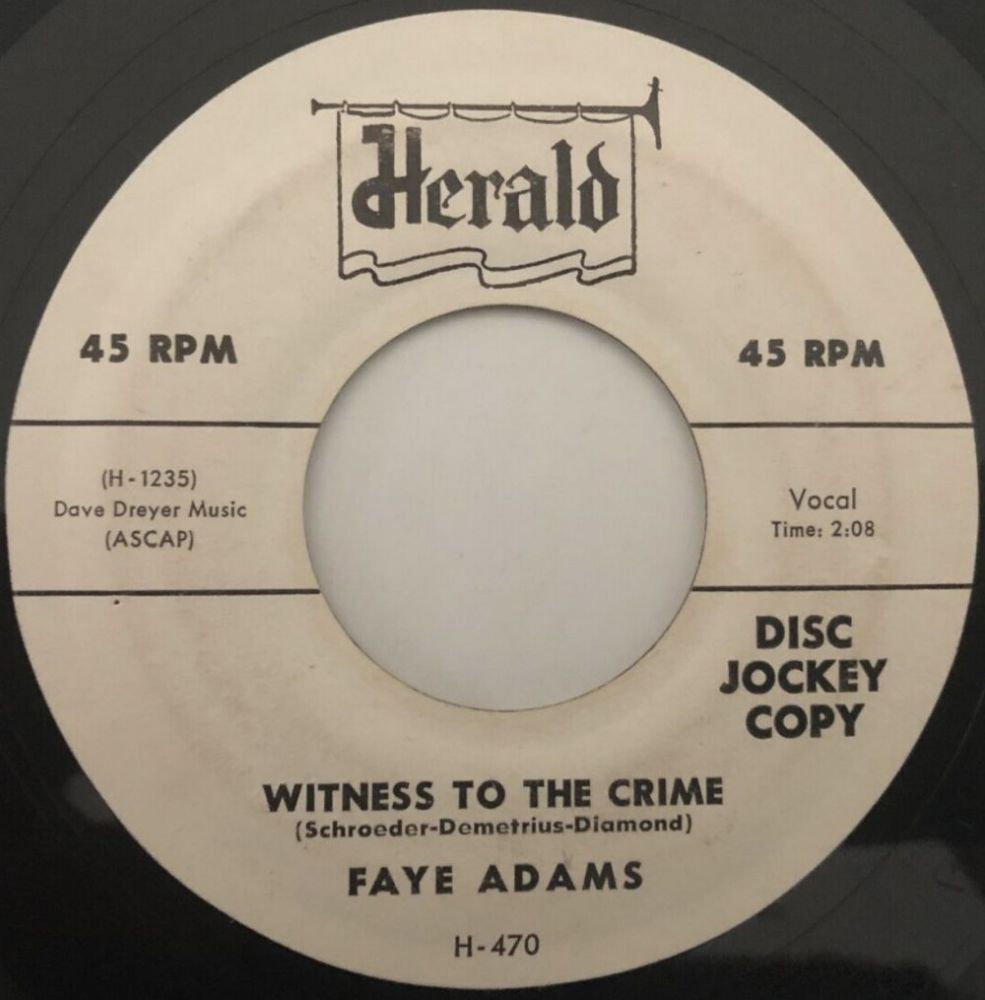 Herald
45 RPM
45 RPM
(H-1235)
Dave Dreyer Music
(ASCAP)
Vocal
Time: 2:08
DISC
JOCKEY
COPY
WITNESS TO THE CRIME
(Schroeder-Demetrius-Diamond)
FAYE ADAMS
H-470